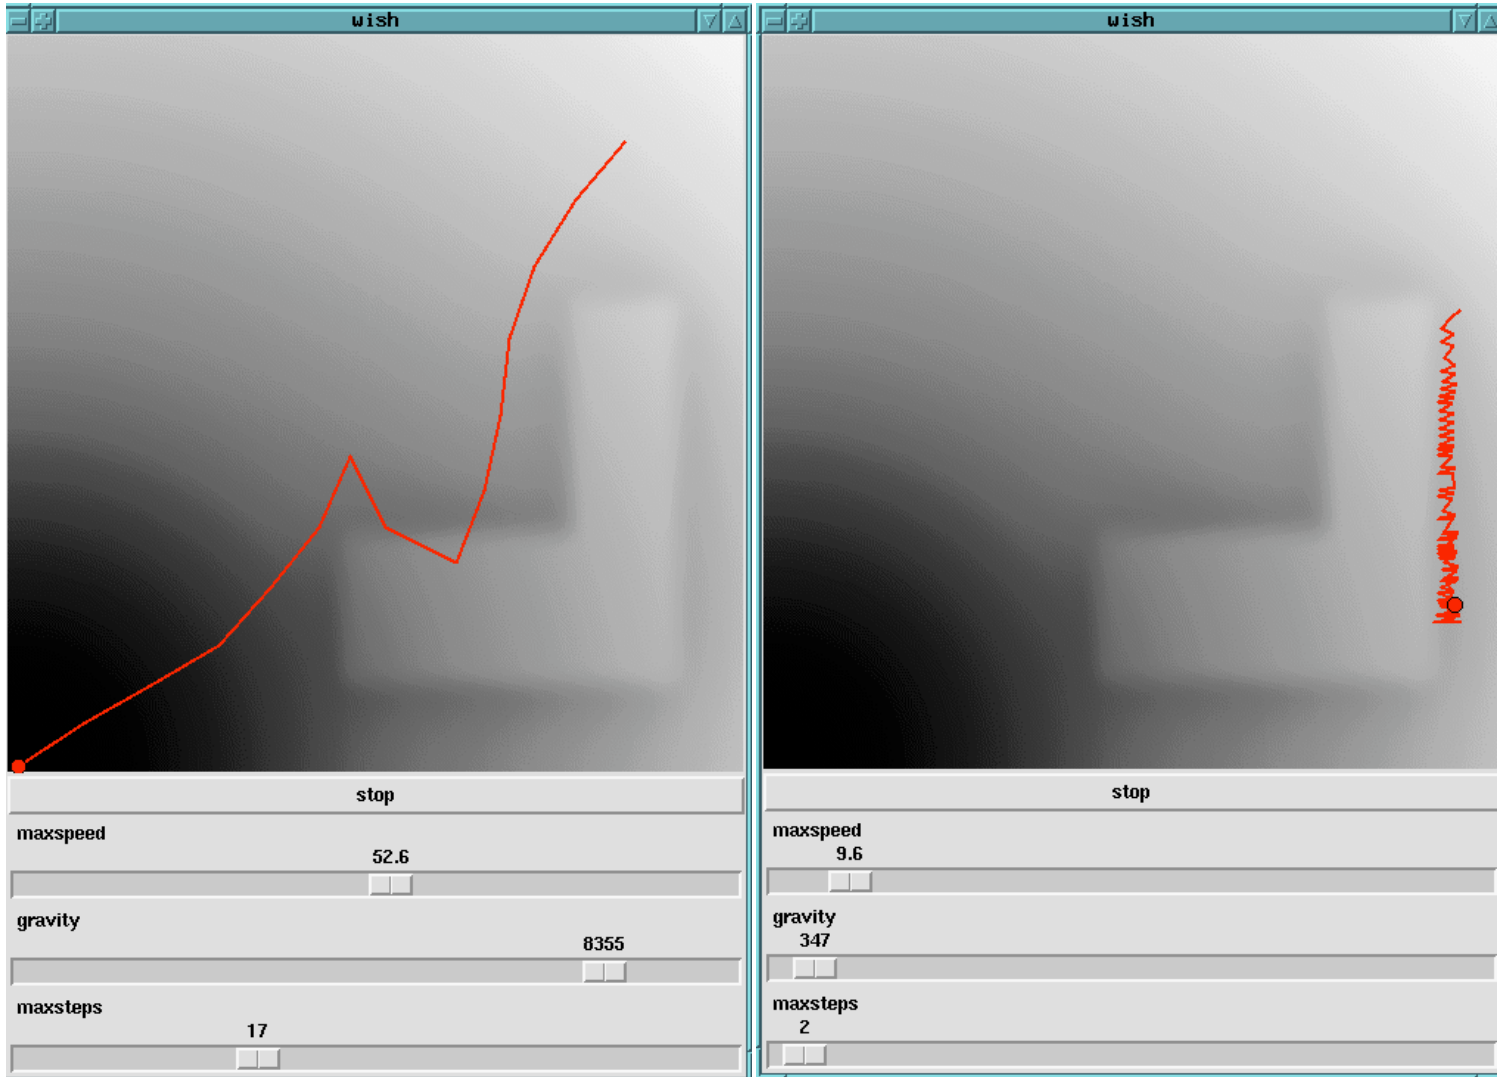 wish
stop
maxspeed
52.6
gravity
8355
maxsteps
17
wish
stop
maxspeed
9.6
gravity
347
maxsteps
2